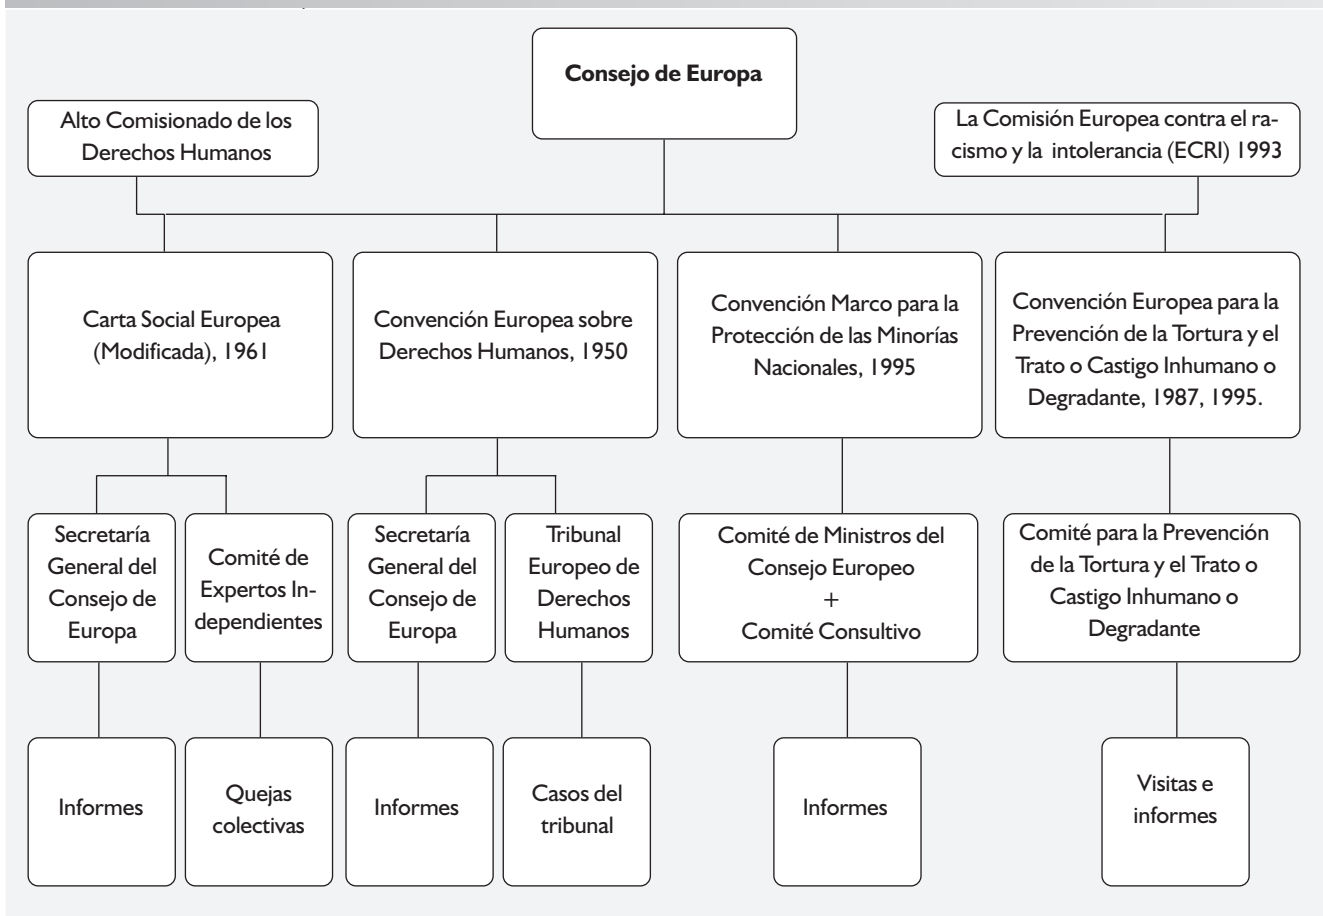 Consejo de Europa
Alto Comisionado de los
Derechos Humanos
La Comisión Europea contra el ra-
cismo y la intolerancia (ECRI) 1993
Carta Social Europea
(Modificada), 1961
Convención Europea sobre
Derechos Humanos, 1950
Convención Marco para la
Protección de las Minorías
Nacionales, 1995
Convención Europea para la
Prevención de la Tortura y el
Trato o Castigo Inhumano o
Degradante, 1987, 1995.
Secretaría
General del
Consejo de
Europa
Comité de
Expertos In-
dependientes
Secretaría
General del
Consejo de
Europa
Tribunal
Europeo de
Derechos
Humanos
Comité de Ministros del
Consejo Europeo
+
Comité Consultivo
Comité para la Prevención
de la Tortura y el Trato o
Castigo Inhumano o
Degradante
Informes
Quejas
colectivas
Informes
Casos del
tribunal
Informes
Visitas e
informes